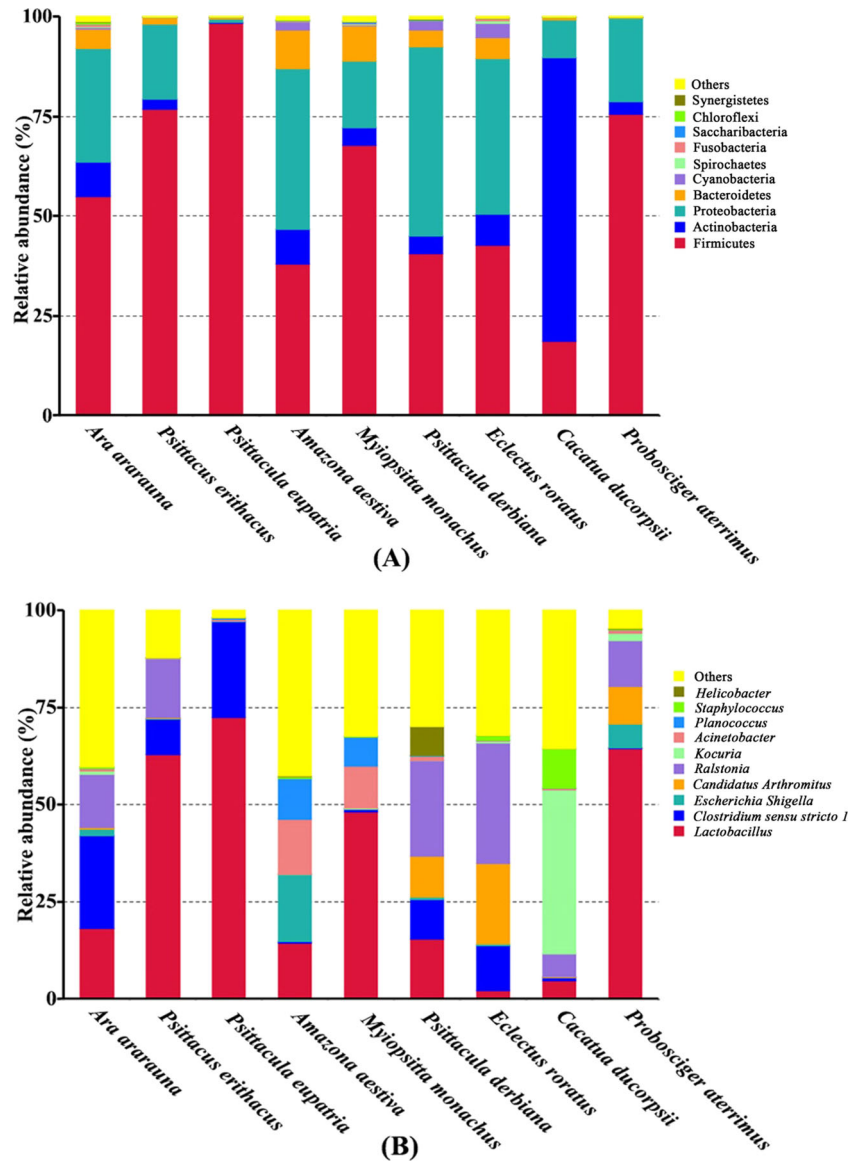 100
75
50
25
0
Relative abundance (%)
Others
Synergistetes
Chloroflexi
Saccharibacteria
Fusobacteria
Spirochaetes
Cyanobacteria
Bacteroidetes
Proteobacteria
Actinobacteria
Firmicutes
Ara ararauna
Psittacus erithacus
Psittacula eupatria
Amazona aestiva
Myiopsitta monachus
Psittacula derbiana
Eclectus roratus
Cacatua ducorpsii
Probosciger aterrimus
(A)
100
75
50
25
0
Relative abundance (%)
Others
Helicobacter
Staphylococcus
Planococcus
Acinetobacter
Kocuria
Ralstonia
Candidatus Arthromitus
Escherichia Shigella
Clostridium sensu stricto 1
Lactobacillus
Ara ararauna
Psittacus erithacus
Psittacula eupatria
Amazona aestiva
Myiopsitta monachus
Psittacula derbiana
Eclectus roratus
Cacatua ducorpsii
Probosciger aterrimus
(B)